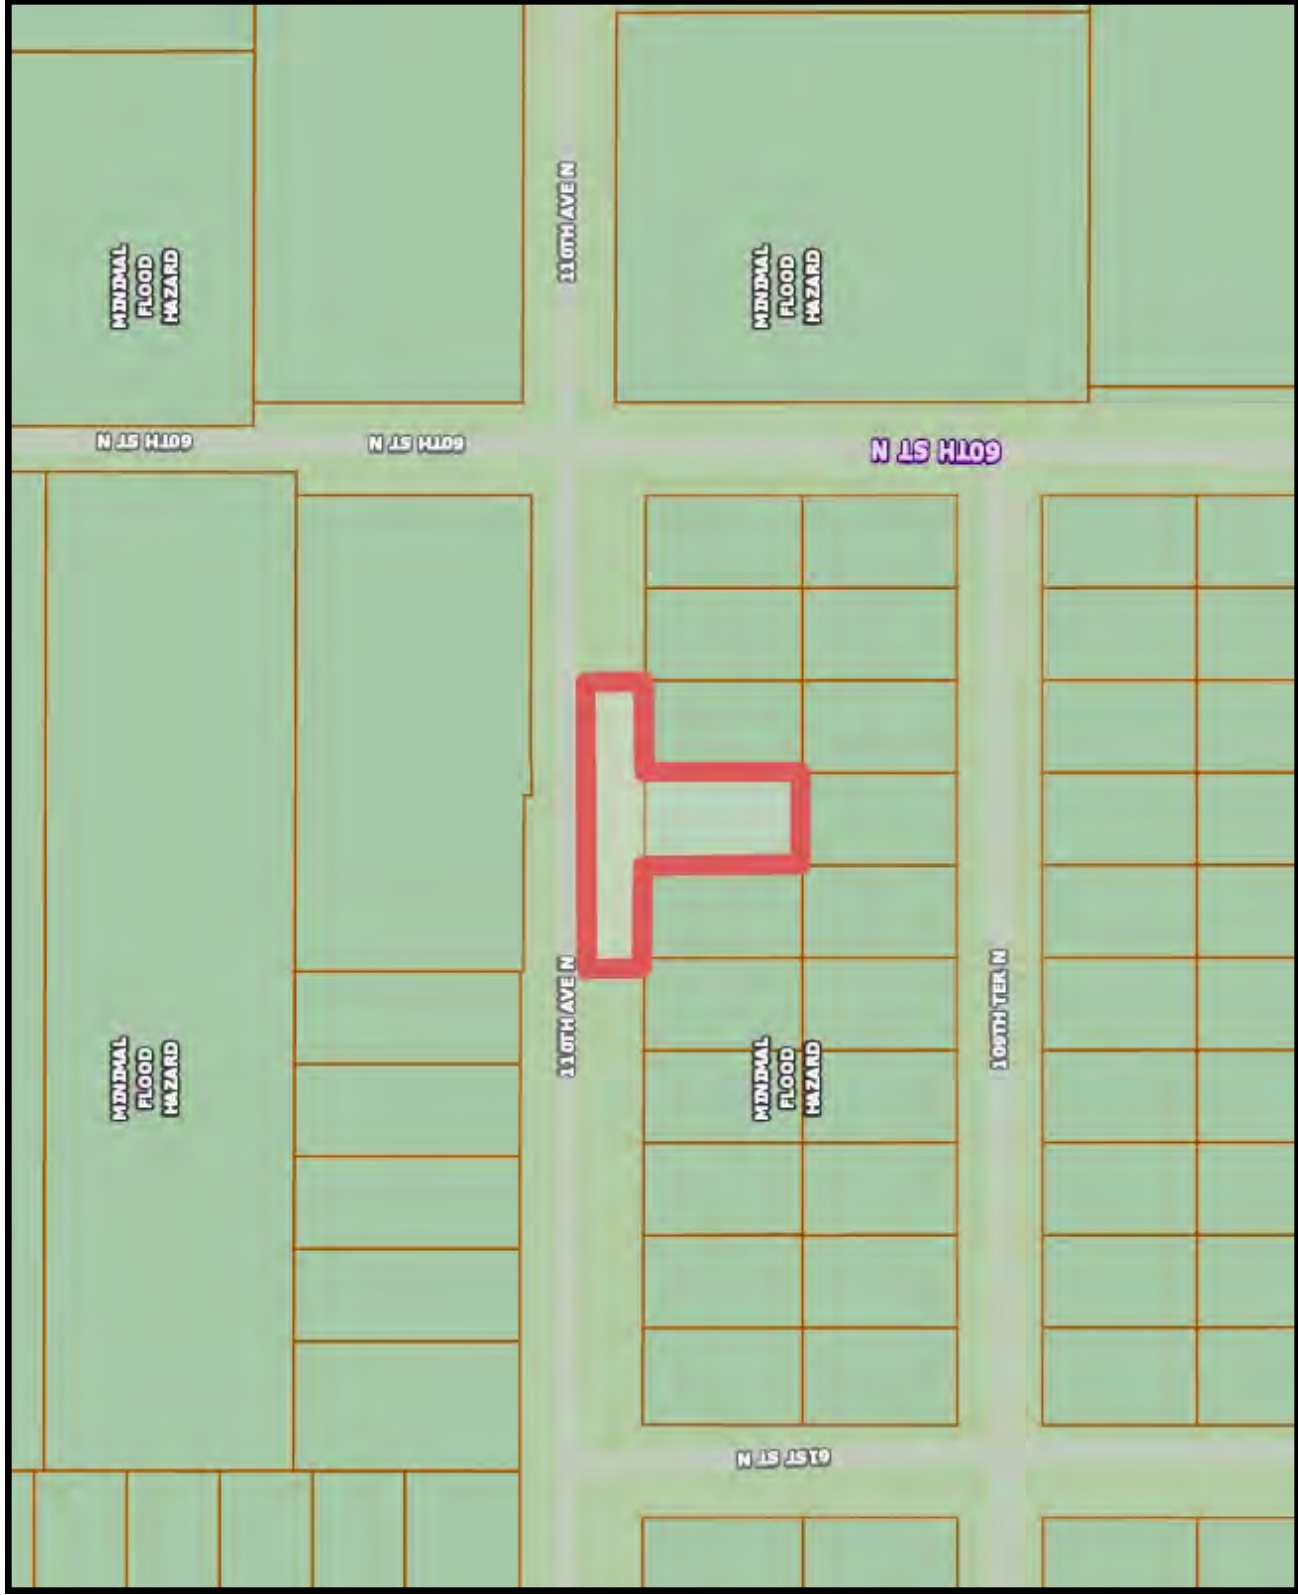 110TH AVE N
MINIMAL
FLOOD
HAZARD
MINIMAL
FLOOD
HAZARD
60TH ST N
60TH ST N
60TH ST N
110TH AVE N
109TH TER N
MINIMAL
FLOOD
HAZARD
MINIMAL
FLOOD
HAZARD
61ST ST N